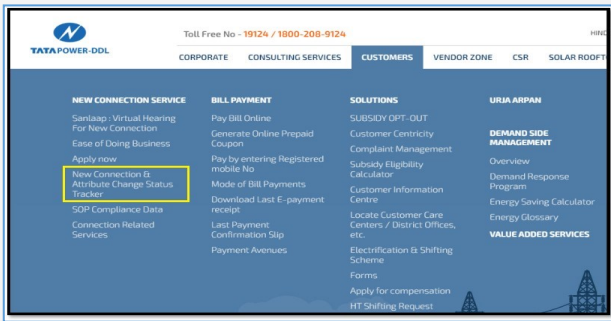 Toll Free No - 19124 / 1800-208-9124
HIND
TATA POWER-DDL
CORPORATE CONSULTING SERVICES CUSTOMERS VENDOR ZONE CSR SOLAR ROOFT
NEW CONNECTION SERVICE
Sanlaap : Virtual Hearing
For New Connection
Ease of Doing Business
Apply now
New Connection &
Attribute Change Status
Tracker
SOP Compliance Data
Connection Related
Services
BILL PAYMENT
Pay Bill Online
Generate Online Prepaid
Coupon
Pay by entering Registered
mobile No
Mode of Bill Payments
Download Last E-payment
receipt
Last Payment
Confirmation Slip
Payment Avenues
SOLUTIONS
SUBSIDY OPT-OUT
Customer Centricity
Complaint Management
Subsidy Eligibility
Calculator
Customer Information
Centre
Locate Customer Care
Centers / District Offices,
etc.
Electrification & Shifting
Scheme
Forms
Apply for compensation
HT Shifting Request
URJA ARPAN
DEMAND SIDE
MANAGEMENT
Overview
Demand Response
Program
Energy Saving Calculator
Energy Glossary
VALUE ADDED SERVICES